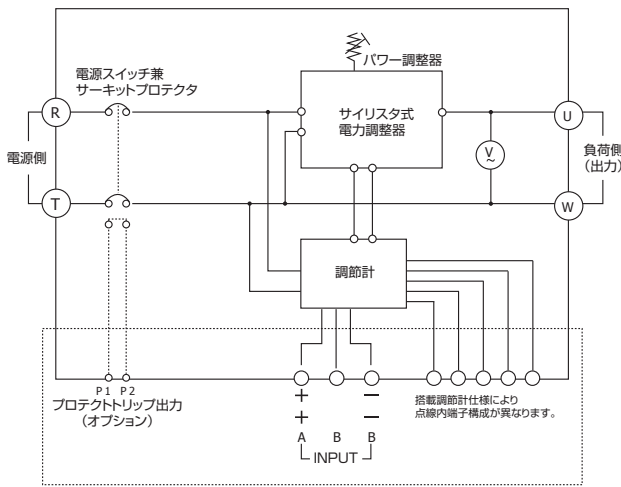 パワー調整器
電源スイッチ兼
サーキットプロテクタ
R
サイリスタ式
電力調整器
U
電源側
V
~
負荷側
(出力)
T
W
調節計
P1 P2
プロテクトトリップ出力
(オプション)
+ −
+ −
A B B
INPUT
搭載調節計仕様により
点線内端子構成が異なります。